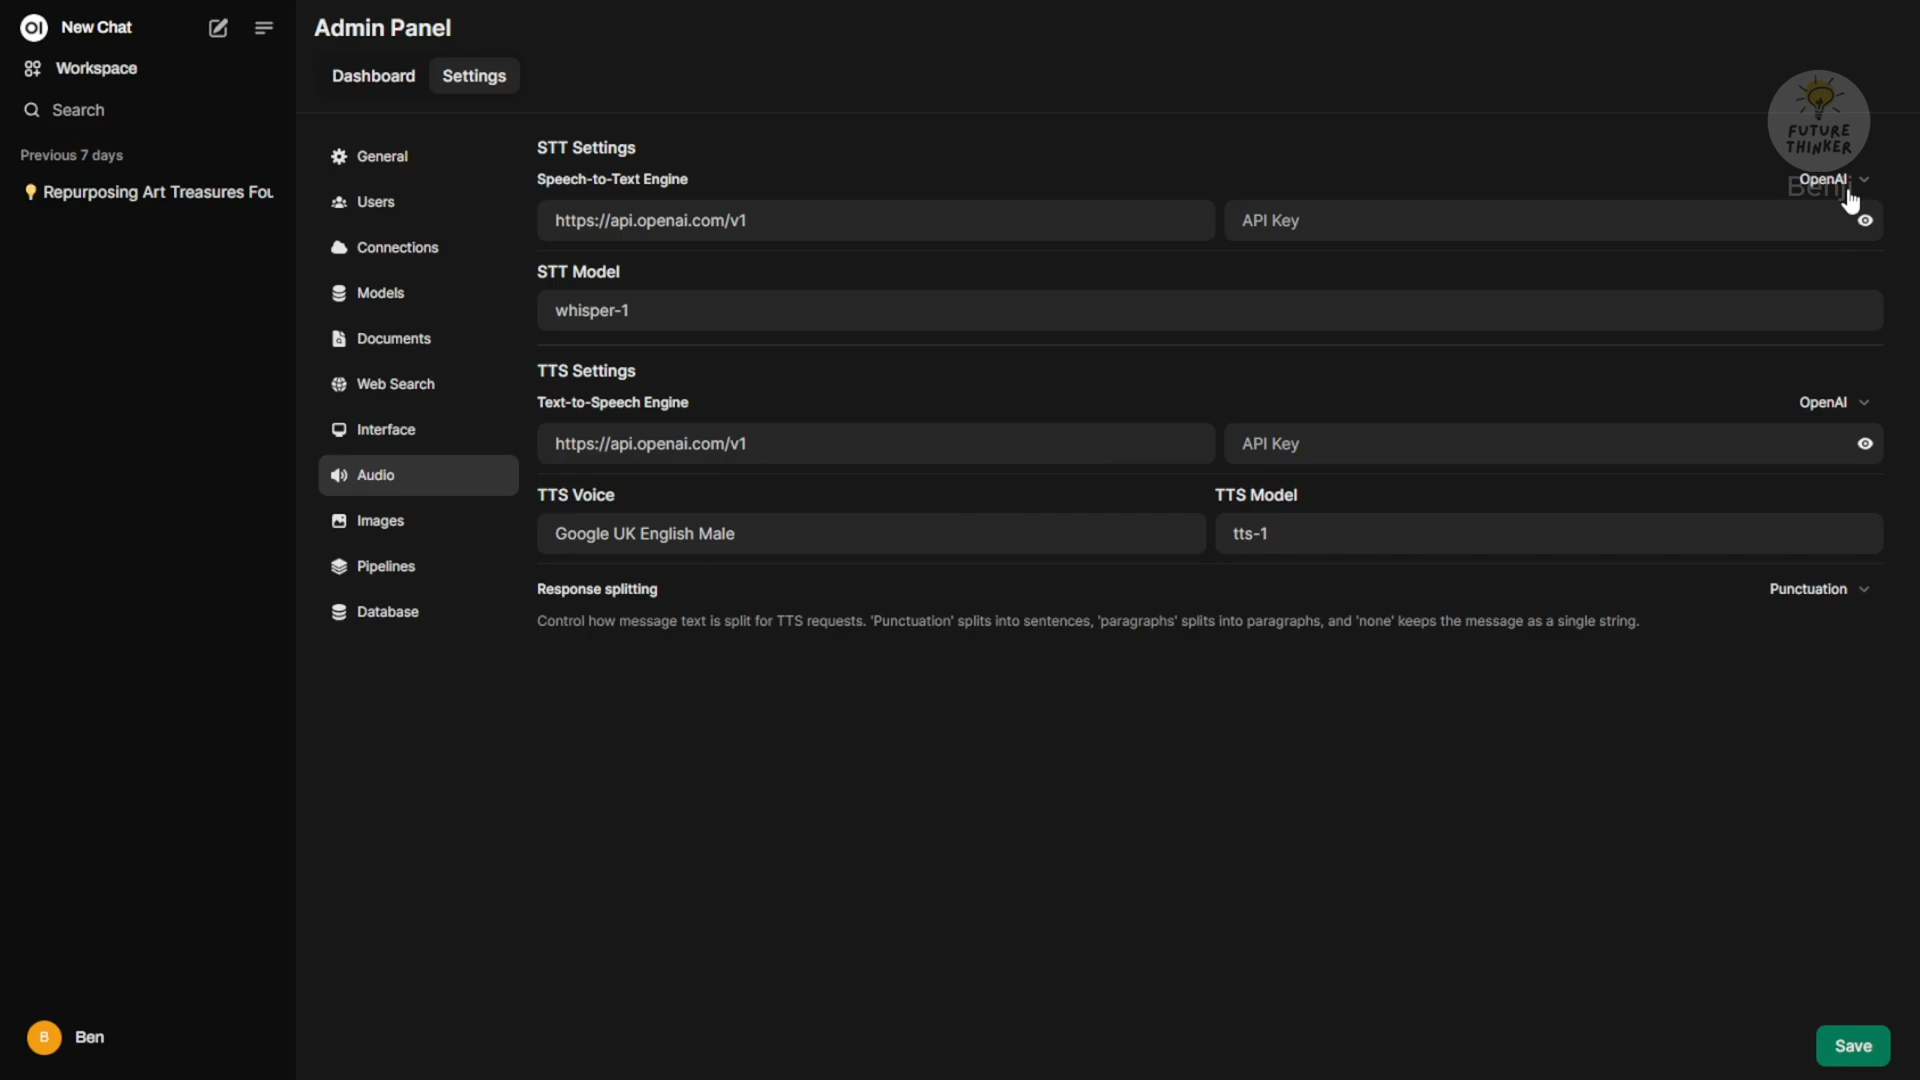 OI New Chat
Workspace
Search
Previous 7 days
Repurposing Art Treasures Fou
B Ben
Admin Panel
Dashboard Settings
General
Users
Connections
Models
Documents
Web Search
Interface
Audio
Images
Pipelines
Database
STT Settings
Speech-to-Text Engine OpenAI
https://api.openai.com/v1 API Key
STT Model
whisper-1
TTS Settings
Text-to-Speech Engine OpenAI
https://api.openai.com/v1 API Key
TTS Voice TTS Model
Google UK English Male tts-1
Response splitting Punctuation
Control how message text is split for TTS requests. 'Punctuation' splits into sentences, 'paragraphs' splits into paragraphs, and 'none' keeps the message as a single string.
Save
FUTURE
THINKER
Benji